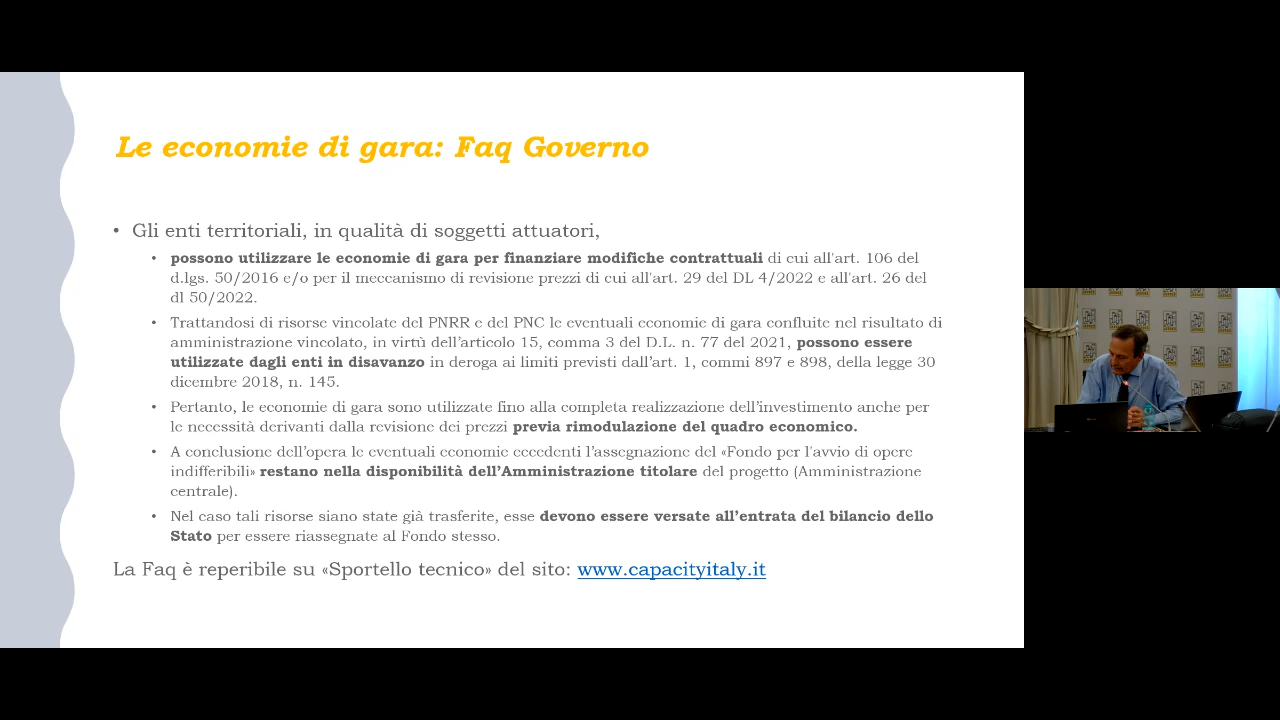 Le economie di gara: Faq Governo
• Gli enti territoriali, in qualità di soggetti attuatori,
• possono utilizzare le economie di gara per finanziare modifiche contrattuali di cui all'art. 106 del
d.lgs. 50/2016 e/o per il meccanismo di revisione prezzi di cui all'art. 29 del DL 4/2022 e all'art. 26 del
dl 50/2022.
• Trattandosi di risorse vincolate del PNRR e del PNC le eventuali economie di gara confluite nel risultato di
amministrazione vincolato, in virtù dell'articolo 15, comma 3 del D.L. n. 77 del 2021, possono essere
utilizzate dagli enti in disavanzo in deroga ai limiti previsti dall'art. 1, commi 897 e 898, della legge 30
dicembre 2018, n. 145.
• Pertanto, le economie di gara sono utilizzate fino alla completa realizzazione dell'investimento anche per
le necessità derivanti dalla revisione dei prezzi previa rimodulazione del quadro economico.
• A conclusione dell'opera le eventuali economie eccedenti l'assegnazione del «Fondo per l'avvio di opere
indifferibili» restano nella disponibilità dell'Amministrazione titolare del progetto (Amministrazione
centrale).
• Nel caso tali risorse siano state già trasferite, esse devono essere versate all'entrata del bilancio dello
Stato per essere riassegnate al Fondo stesso.
La Faq è reperibile su «Sportello tecnico» del sito: www.capacityitaly.it